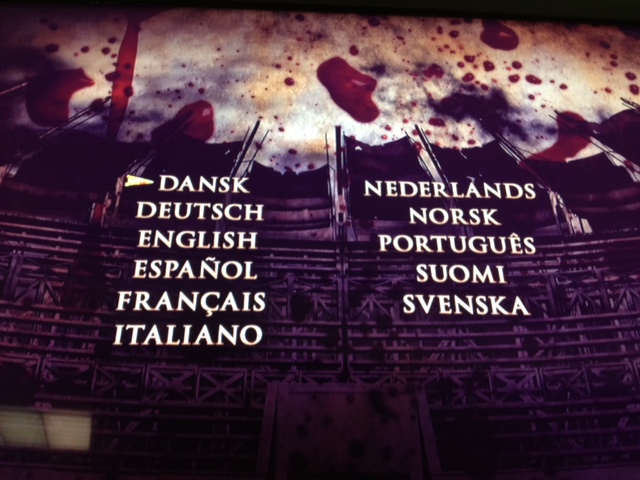 DANSK
DEUTSCH
ENGLISH
ESPAÑOL
FRANÇAIS
ITALIANO
NEDERLANDS
NORSK
PORTUGUÊS
SUOMI
SVENSKA